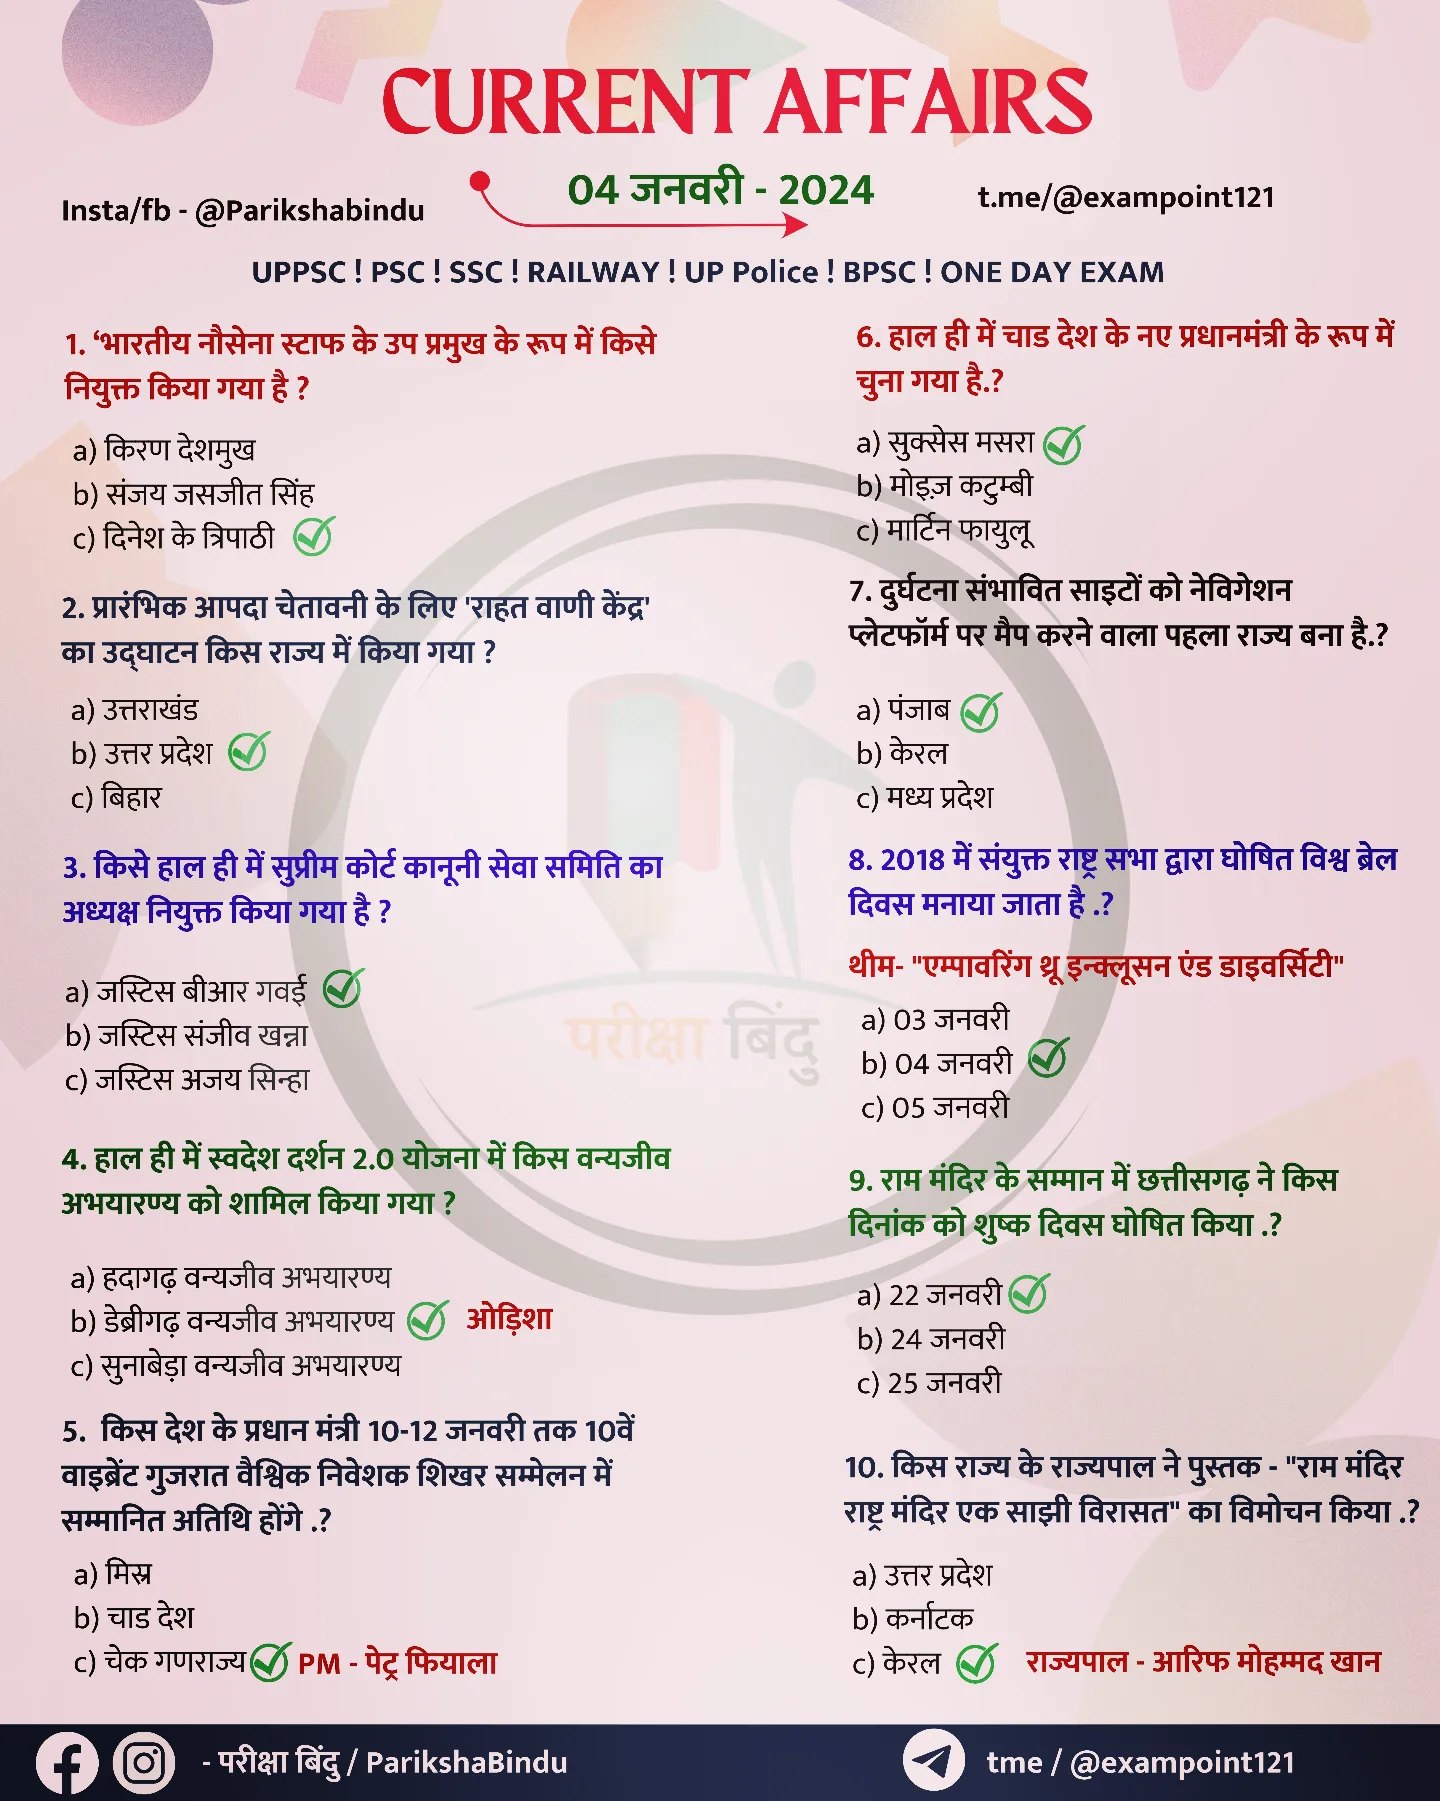 CURRENT AFFAIRS
Insta/fb - @Parikshabindu
04 जनवरी - 2024
t.me/@exampoint121
UPPSC ! PSC ! SSC ! RAILWAY ! UP Police ! BPSC ! ONE DAY EXAM
1. ‘भारतीय नौसेना स्टाफ के उप प्रमुख के रूप में किसे
नियुक्त किया गया है ?
a) किरण देशमुख
b) संजय जसजीत सिंह
c) दिनेश के त्रिपाठी
2. प्रारंभिक आपदा चेतावनी के लिए 'राहत वाणी केंद्र'
का उद्घाटन किस राज्य में किया गया ?
a) उत्तराखंड
b) उत्तर प्रदेश
c) बिहार
3. किसे हाल ही में सुप्रीम कोर्ट कानूनी सेवा समिति का
अध्यक्ष नियुक्त किया गया है ?
a) जस्टिस बीआर गवई
b) जस्टिस संजीव खन्ना
c) जस्टिस अजय सिन्हा
4. हाल ही में स्वदेश दर्शन 2.0 योजना में किस वन्यजीव
अभयारण्य को शामिल किया गया ?
a) हदागढ़ वन्यजीव अभयारण्य
b) डेब्रीगढ़ वन्यजीव अभयारण्य ओड़िशा
c) सुनाबेड़ा वन्यजीव अभयारण्य
5. किस देश के प्रधान मंत्री 10-12 जनवरी तक 10वें
वाइब्रेंट गुजरात वैश्विक निवेशक शिखर सम्मेलन में
सम्मानित अतिथि होंगे .?
a) मिस्र
b) चाड देश
c) चेक गणराज्य PM - पेट्र फियाला
6. हाल ही में चाड देश के नए प्रधानमंत्री के रूप में
चुना गया है.?
a) सुक्सेस मसरा
b) मोइज़ कटुम्बी
c) मार्टिन फायुलू
7. दुर्घटना संभावित साइटों को नेविगेशन
प्लेटफॉर्म पर मैप करने वाला पहला राज्य बना है.?
a) पंजाब
b) केरल
c) मध्य प्रदेश
8. 2018 में संयुक्त राष्ट्र सभा द्वारा घोषित विश्व ब्रेल
दिवस मनाया जाता है .?
थीम- "एम्पावरिंग थ्रू इन्क्लूसन एंड डाइवर्सिटी"
a) 03 जनवरी
b) 04 जनवरी
c) 05 जनवरी
9. राम मंदिर के सम्मान में छत्तीसगढ़ ने किस
दिनांक को शुष्क दिवस घोषित किया .?
a) 22 जनवरी
b) 24 जनवरी
c) 25 जनवरी
10. किस राज्य के राज्यपाल ने पुस्तक - "राम मंदिर
राष्ट्र मंदिर एक साझी विरासत" का विमोचन किया .?
a) उत्तर प्रदेश
b) कर्नाटक
c) केरल राज्यपाल - आरिफ मोहम्मद खान
परीक्षा बिंदु
- परीक्षा बिंदु / ParikshaBindu
tme / @exampoint121